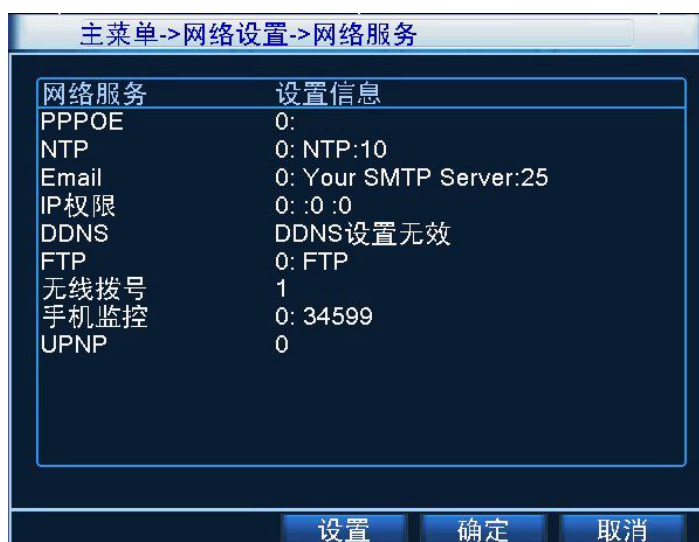 主菜单->网络设置->网络服务
网络服务 设置信息
PPPOE 0:
NTP 0: NTP:10
Email 0: Your SMTP Server:25
IP权限 0: :0 :0
DDNS DDNS设置无效
FTP 0: FTP
无线拨号 1
手机监控 0: 34599
UPNP 0
设置 确定 取消